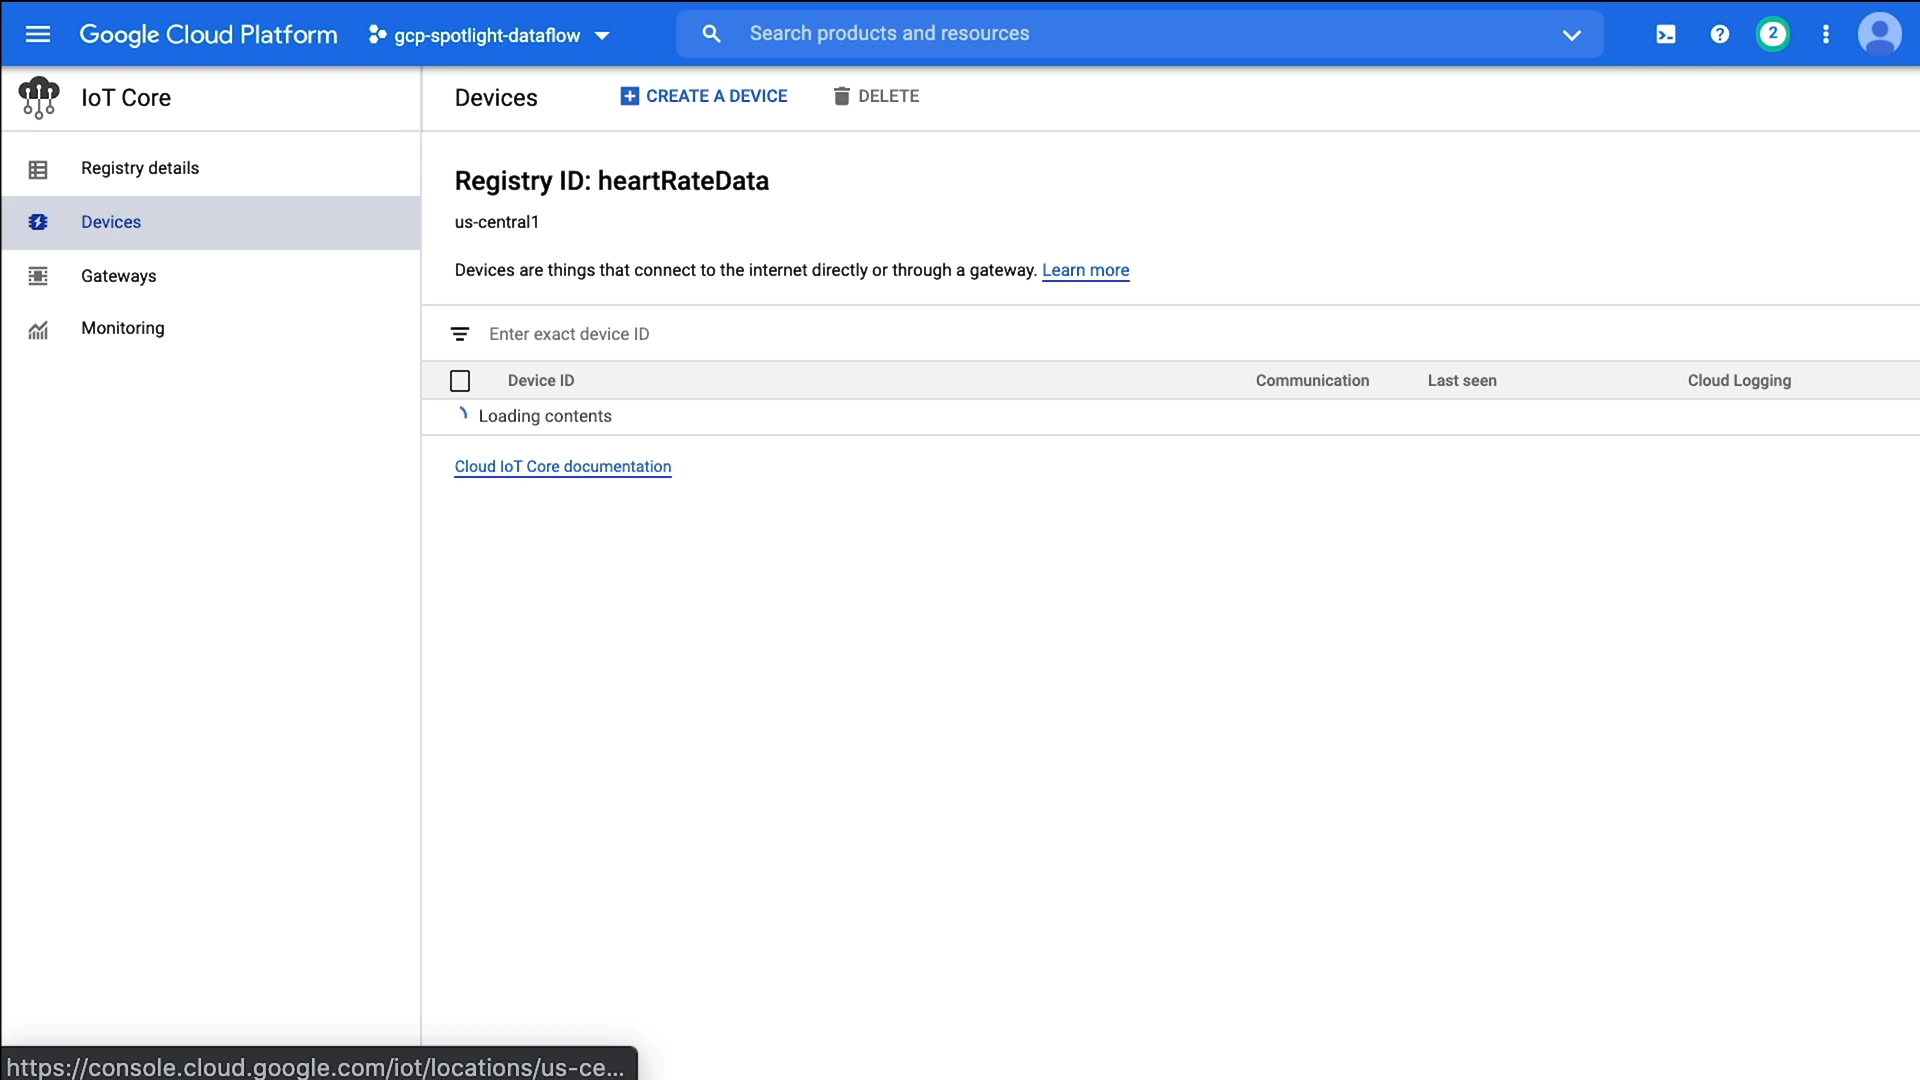 Google Cloud Platform
gcp-spotlight-dataflow
Search products and resources
2
IoT Core
Devices
CREATE A DEVICE
DELETE
Registry details
Devices
Gateways
Monitoring
Registry ID: heartRateData
us-central1
Devices are things that connect to the internet directly or through a gateway. Learn more
Enter exact device ID
Device ID Communication Last seen Cloud Logging
Loading contents
Cloud IoT Core documentation
https://console.cloud.google.com/iot/locations/us-ce...